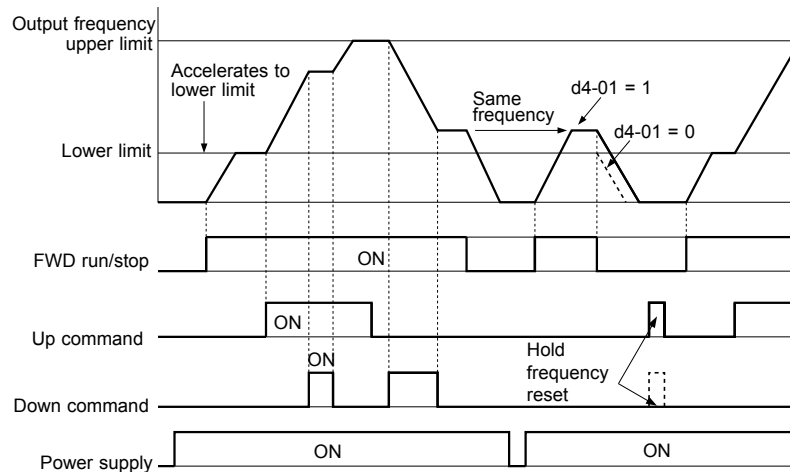 Output frequency
upper limit
Accelerates to
lower limit
Same
frequency
d4-01 = 1
d4-01 = 0
Lower limit
FWD run/stop
ON
Up command
ON
ON
Hold
frequency
reset
Down command
Power supply
ON
ON